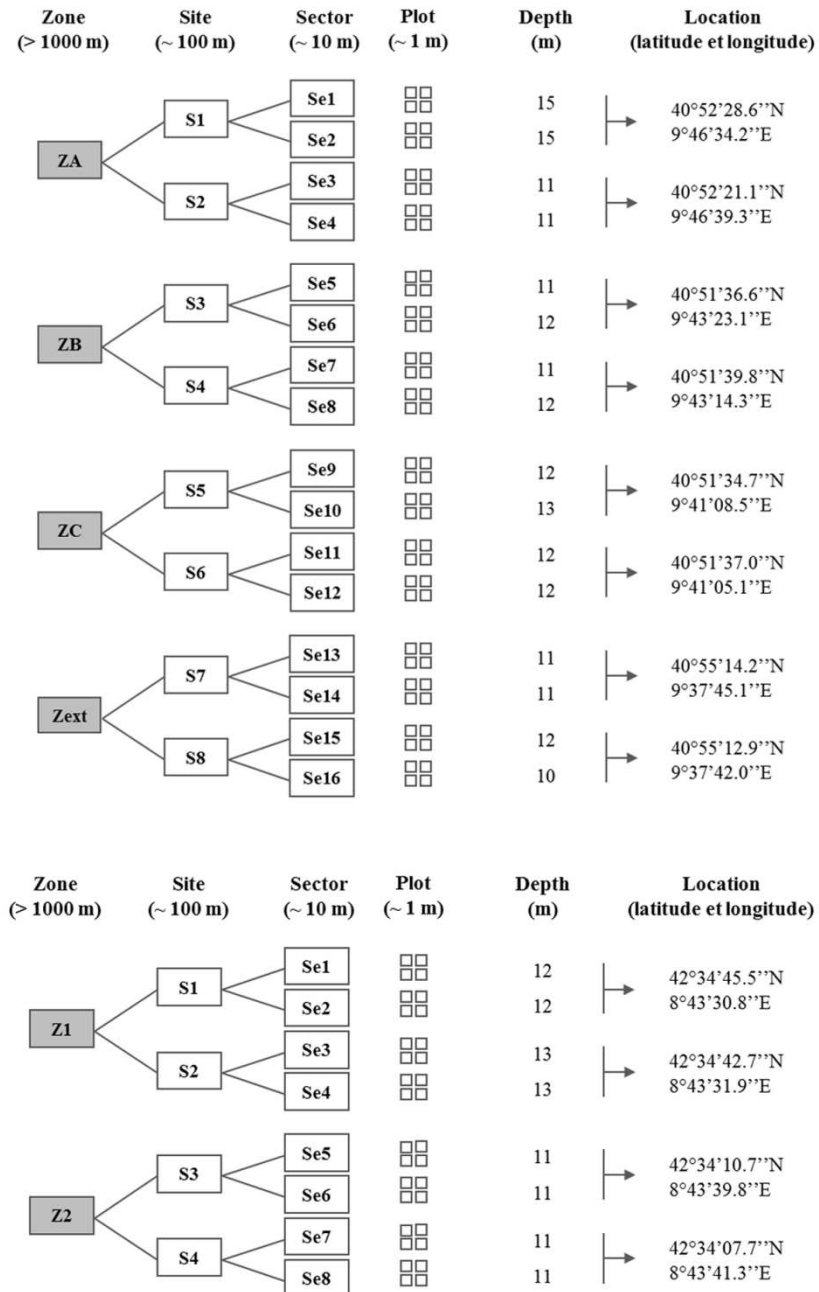 Zone Site Sector Plot Depth Location
(> 1000 m) (~ 100 m) (~ 10 m) (~ 1 m) (m) (latitude et longitude)
Se1 15 40°52’28.6’’N
S1
Se2 15 9°46’34.2’’E
ZA
Se3 11 40°52’21.1’’N
S2
Se4 11 9°46’39.3’’E
Se5 11 40°51’36.6’’N
S3
Se6 12 9°43’23.1’’E
ZB
Se7 11 40°51’39.8’’N
S4
Se8 12 9°43’14.3’’E
Se9 12 40°51’34.7’’N
S5
Se10 13 9°41’08.5’’E
ZC
Se11 12 40°51’37.0’’N
S6
Se12 12 9°41’05.1’’E
Se13 11 40°55’14.2’’N
S7
Se14 11 9°37’45.1’’E
Zext
Se15 12 40°55’12.9’’N
S8
Se16 10 9°37’42.0’’E
Zone Site Sector Plot Depth Location
(> 1000 m) (~ 100 m) (~ 10 m) (~ 1 m) (m) (latitude et longitude)
Se1 12 42°34’45.5’’N
S1
Se2 12 8°43’30.8’’E
Z1
Se3 13 42°34’42.7’’N
S2
Se4 13 8°43’31.9’’E
Se5 11 42°34’10.7’’N
S3
Se6 11 8°43’39.8’’E
Z2
Se7 11 42°34’07.7’’N
S4
Se8 11 8°43’41.3’’E